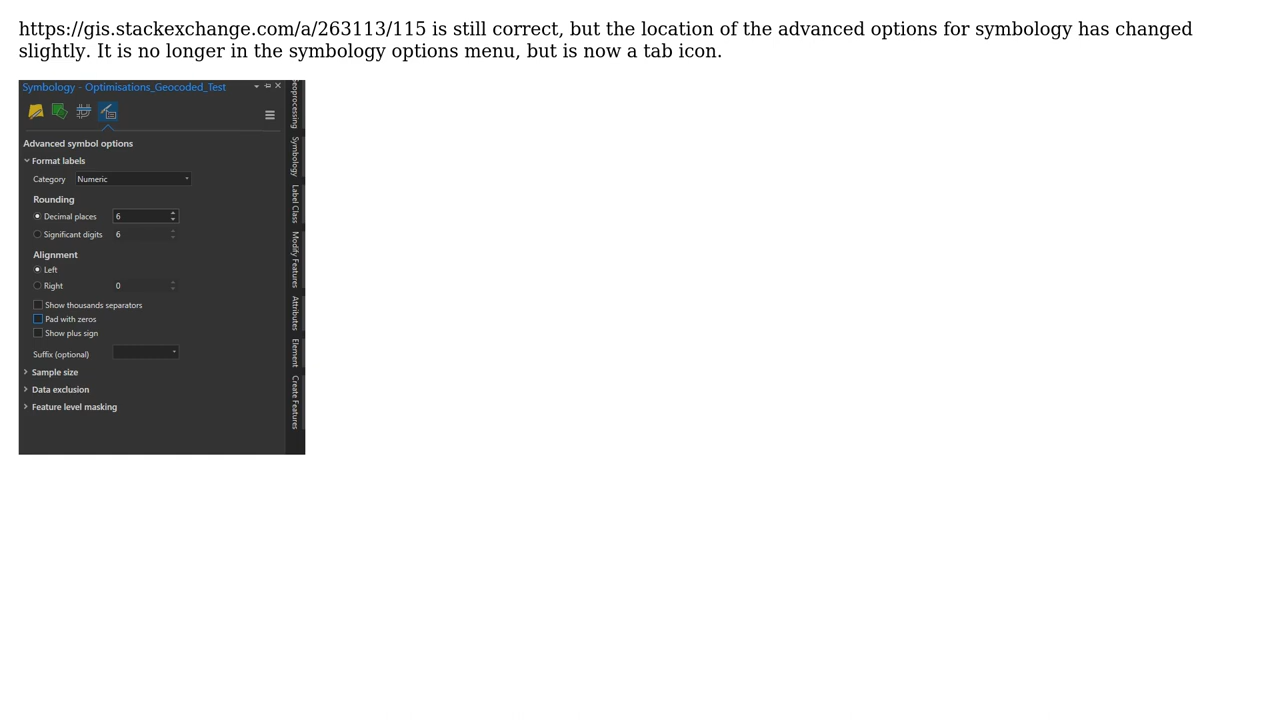 https://gis.stackexchange.com/a/263113/115 is still correct, but the location of the advanced options for symbology has changed
slightly. It is no longer in the symbology options menu, but is now a tab icon.
Symbology - Optimisations_Geocoded_Test
Advanced symbol options
Format labels
Category Numeric
Rounding
Decimal places 6
Significant digits 6
Alignment
Left
Right 0
Show thousands separators
Pad with zeros
Show plus sign
Suffix (optional)
Sample size
Data exclusion
Feature level masking
Symbology
Label Class
Modify Features
Attributes
Element
Create Features